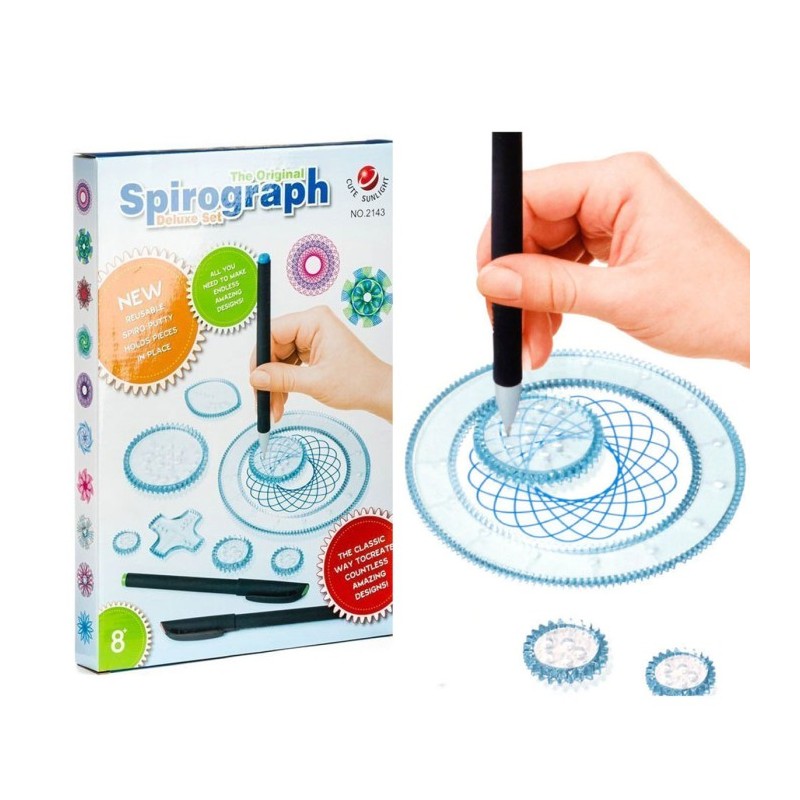 The Original
Spirograph
Deluxe Set
CUTE SUNLIGHT
NO.2143
NEW
REUSABLE
SPIRO-PUTTY
HOLDS PIECES
IN PLACE
ALL YOU
NEED TO MAKE
ENDLESS
AMAZING
DESIGNS!
THE CLASSIC
WAY TOCREATE
COUNTLESS
AMAZING
DESIGNS!
8+